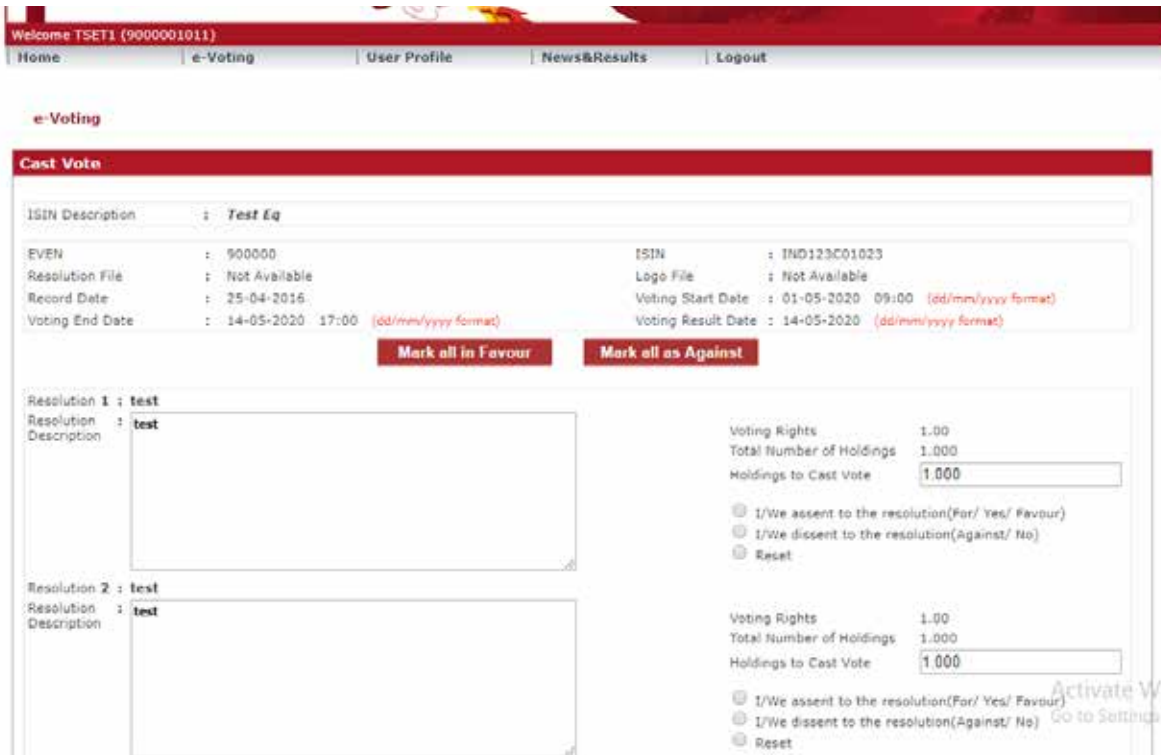 Welcome TSET1 (9000001011)
Home e-Voting User Profile News&Results Logout
e-Voting
Cast Vote
ISIN Description : Test Eq
EVEN : 900000 ISIN : IND123C01023
Resolution File : Not Available Logo File : Not Available
Record Date : 25-04-2016 Voting Start Date : 01-05-2020 09:00 (dd/mm/yyyy format)
Voting End Date : 14-05-2020 17:00 (dd/mm/yyyy format) Voting Result Date : 14-05-2020 (dd/mm/yyyy format)
Mark all in Favour Mark all as Against
Resolution 1 : test
Resolution Description : test
Voting Rights 1.00
Total Number of Holdings 1.000
Holdings to Cast Vote 1.000
I/We assent to the resolution(For/ Yes/ Favour)
I/We dissent to the resolution(Against/ No)
Reset
Resolution 2 : test
Resolution Description : test
Voting Rights 1.00
Total Number of Holdings 1.000
Holdings to Cast Vote 1.000
I/We assent to the resolution(For/ Yes/ Favour)
I/We dissent to the resolution(Against/ No)
Reset
Activate W
Go to Settings